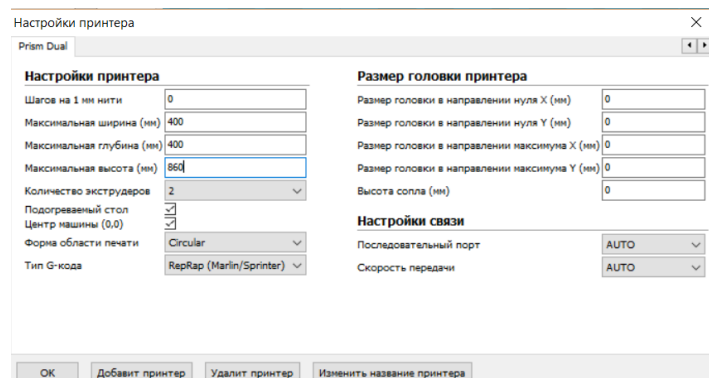 Настройки принтера
Prism Dual
Настройки принтера
Шагов на 1 мм нити 0
Максимальная ширина (мм) 400
Максимальная глубина (мм) 400
Максимальная высота (мм) 860
Количество экструдеров 2
Подогреваемый стол
Центр машины (0,0)
Форма области печати Circular
Тип G-кода RepRap (Marlin/Sprinter)
Размер головки принтера
Размер головки в направлении нуля X (мм) 0
Размер головки в направлении нуля Y (мм) 0
Размер головки в направлении максимума X (мм) 0
Размер головки в направлении максимума Y (мм) 0
Высота сопла (мм) 0
Настройки связи
Последовательный порт AUTO
Скорость передачи AUTO
OK Добавит принтер Удалит принтер Изменить название принтера